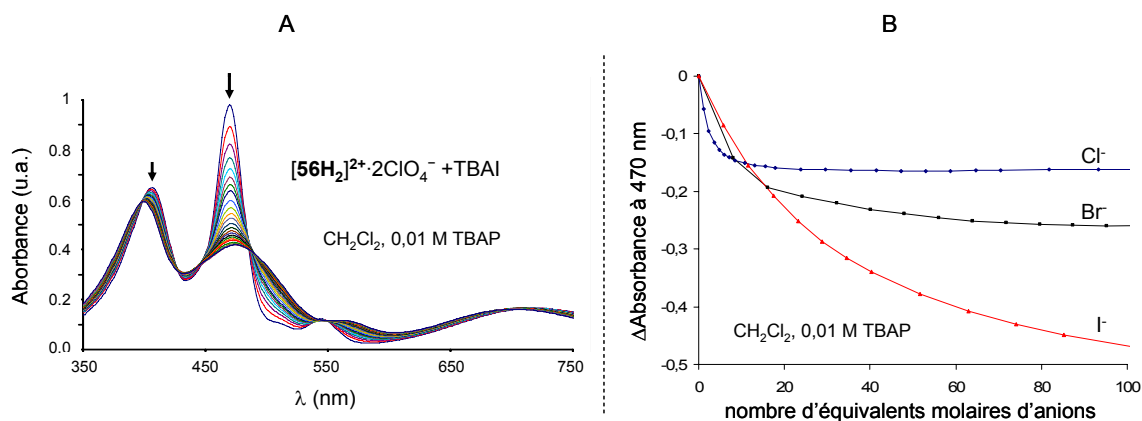 A
Aborbance (u.a.)
1
0.8
0.6
0.4
0.2
0.0
[56H₂]²⁺·2ClO₄⁻ +TBAI
CH₂Cl₂, 0,01 M TBAP
350
450
550
650
750
λ (nm)
B
ΔAbsorbance à 470 nm
0
-0,1
-0,2
-0,3
-0,4
-0,5
Cl⁻
Br⁻
I⁻
CH₂Cl₂, 0,01 M TBAP
0
20
40
60
80
100
nombre d'équivalents molaires d'anions